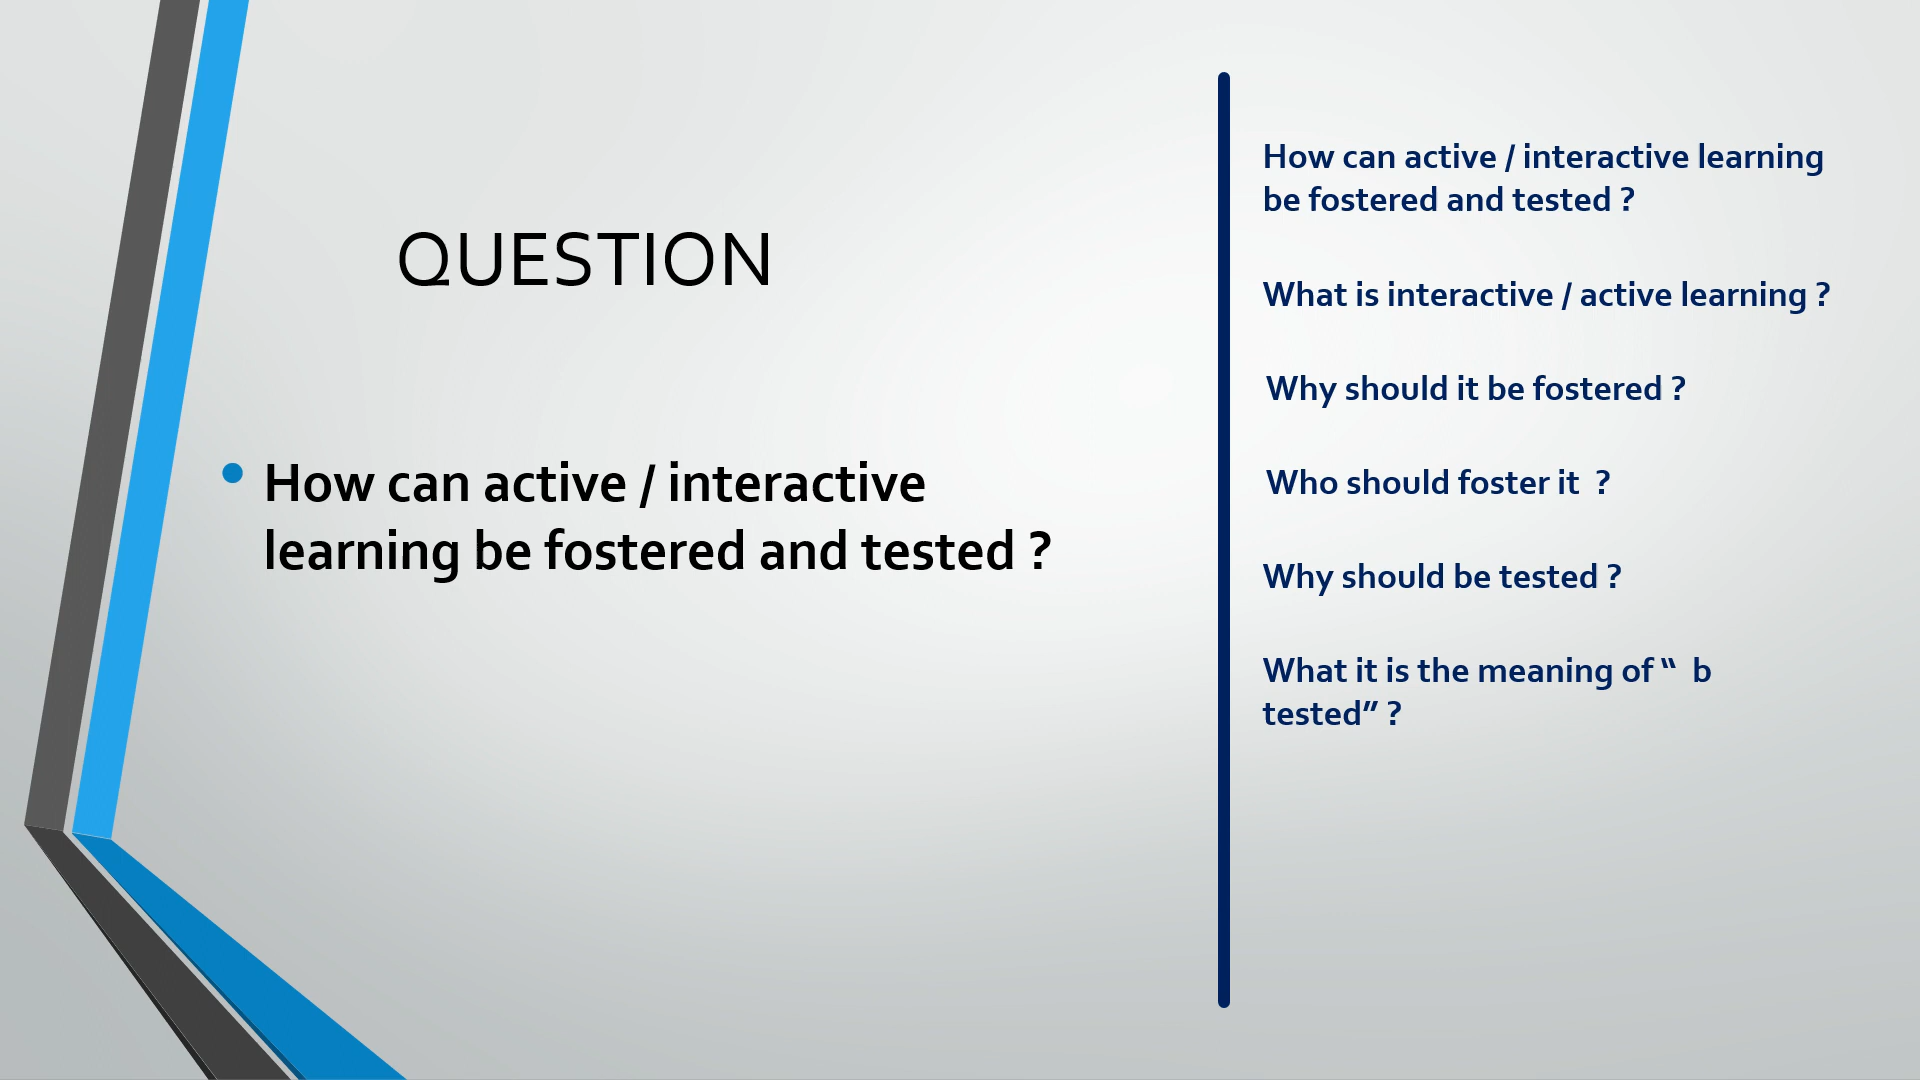 QUESTION
• How can active / interactive
learning be fostered and tested ?
How can active / interactive learning
be fostered and tested ?
What is interactive / active learning ?
Why should it be fostered ?
Who should foster it  ?
Why should be tested ?
What it is the meaning of “  b
tested” ?